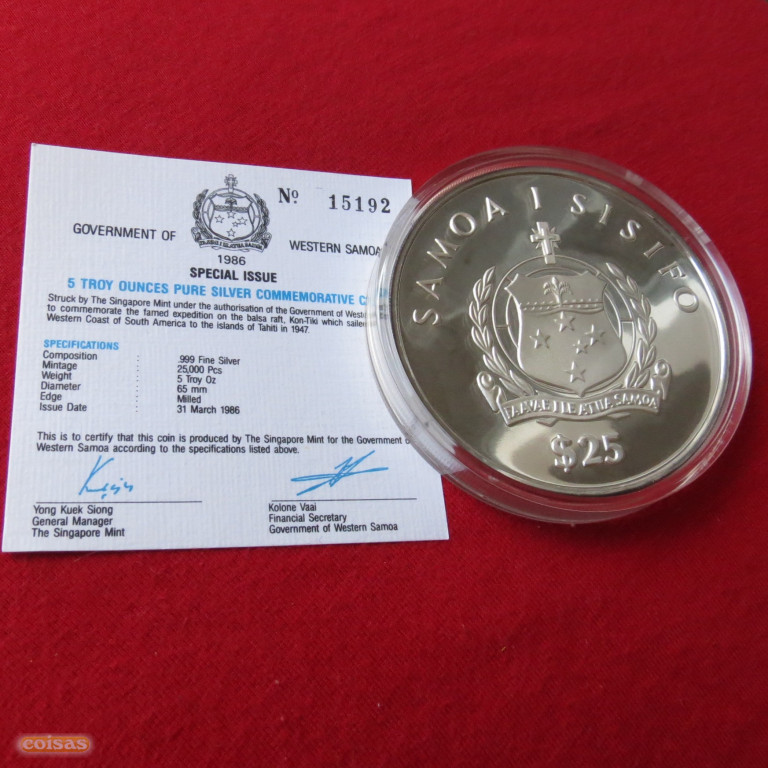 Nº 15192
GOVERNMENT OF WESTERN SAMOA
1986
SPECIAL ISSUE
5 TROY OUNCES PURE SILVER COMMEMORATIVE
Struck by The Singapore Mint under the authorisation of the Government of
to commemorate the famed expedition on the balsa raft, Kon-Tiki which
Western Coast of South America to the islands of Tahiti in 1947.
SPECIFICATIONS
Composition : .999 Fine Silver
Mintage : 25,000 Pcs
Weight : 5 Troy Oz
Diameter : 65 mm
Edge : Milled
Issue Date : 31 March 1986
This is to certify that this coin is produced by The Singapore Mint for the Government
Western Samoa according to the specifications listed above.
Yong Kuek Siong
General Manager
The Singapore Mint
Kolone Vaai
Financial Secretary
Government of Western Samoa
SAMOA I SISIFO
FAAVAE I LE ATUA SAMOA
$25
coisas